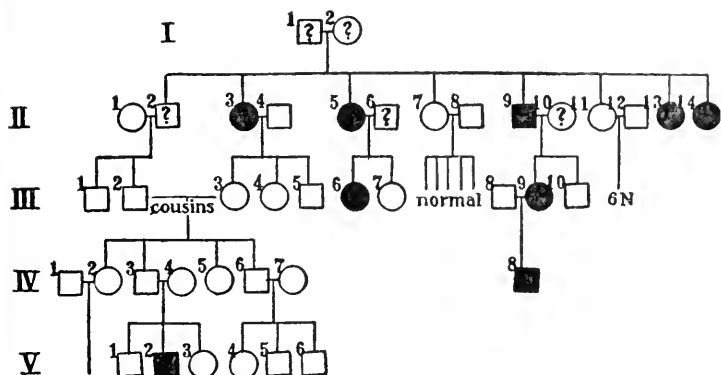 I 1 ? 2 ?
II 1 2 ? 3 4 5 6 ? 7 8 9 10 ? 11 12 13 14
III 1 2 cousins 3 4 5 6 7 normal 8 9 10 6N
IV 1 2 3 4 5 6 7 8
V 1 2 3 4 5 6